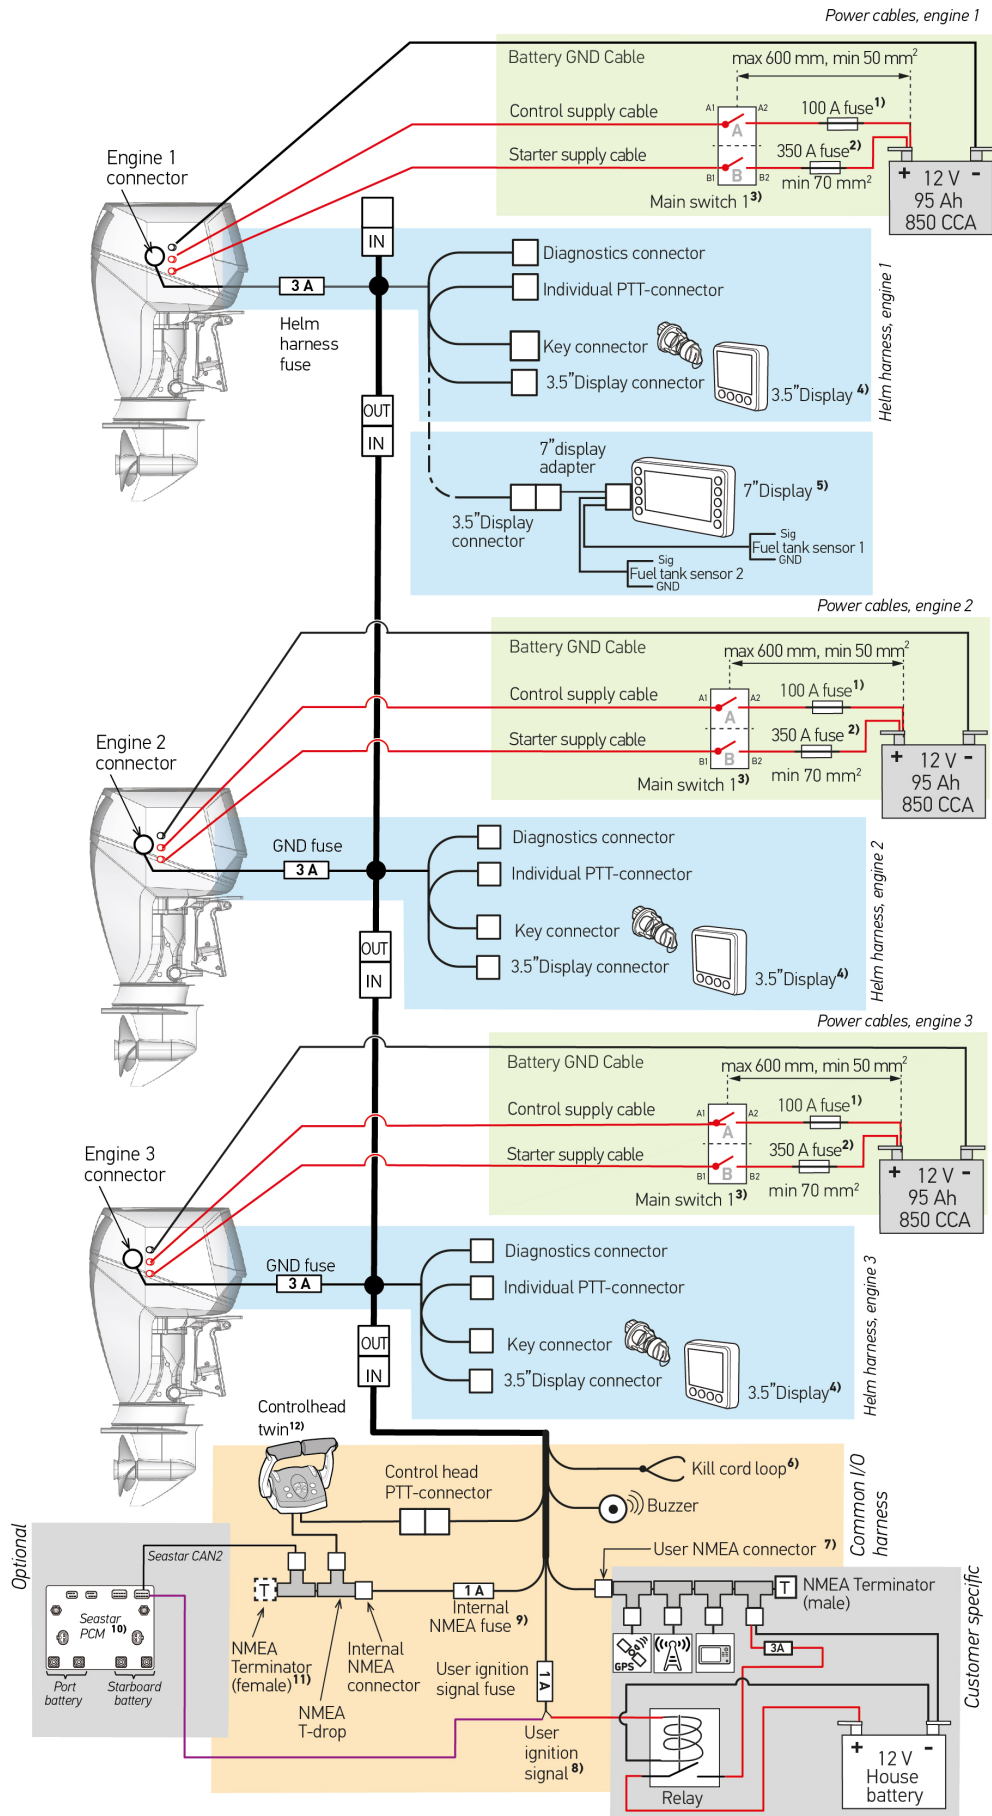 Power cables, engine 1
Battery GND Cable
max 600 mm, min 50 mm²
Control supply cable
A1
A2
A
100 A fuse1)
Starter supply cable
350 A fuse2)
B1
B
B2
min 70 mm²
Main switch 13)
+ 12 V -
95 Ah
850 CCA
Engine 1
connector
IN
3 A
Helm
harness
fuse
Diagnostics connector
Individual PTT-connector
Key connector
3.5”Display connector
3.5”Display 4)
Helm harness, engine 1
OUT
IN
7”display
adapter
7”Display 5)
3.5”Display
connector
Sig
Fuel tank sensor 1
GND
Sig
Fuel tank sensor 2
GND
Power cables, engine 2
Battery GND Cable
max 600 mm, min 50 mm²
Control supply cable
A1
A2
A
100 A fuse1)
Starter supply cable
350 A fuse 2)
B1
B
B2
min 70 mm²
Main switch 13)
+ 12 V -
95 Ah
850 CCA
Engine 2
connector
GND fuse
3 A
Diagnostics connector
Individual PTT-connector
Key connector
3.5”Display connector
3.5”Display4)
Helm harness, engine 2
OUT
IN
Power cables, engine 3
Battery GND Cable
max 600 mm, min 50 mm²
Control supply cable
A1
A2
A
100 A fuse1)
Starter supply cable
350 A fuse2)
B1
B
B2
min 70 mm²
Main switch 13)
+ 12 V -
95 Ah
850 CCA
Engine 3
connector
GND fuse
3 A
Diagnostics connector
Individual PTT-connector
Key connector
3.5”Display connector
3.5”Display4)
Helm harness, engine 3
OUT
IN
Controlhead
twin12)
Control head
PTT-connector
Kill cord loop6)
Buzzer
Common I/O
harness
User NMEA connector 7)
Optional
Seastar CAN2
Seastar
PCM 10)
Port
battery
Starboard
battery
T
1 A
Internal
NMEA fuse 9)
NMEA
Terminator
(female)11)
NMEA
T-drop
Internal
NMEA
connector
User ignition
signal fuse
1 A
User
ignition
signal 8)
T
NMEA Terminator
(male)
GPS
3A
Customer specific
Relay
+ -
12 V
House
battery